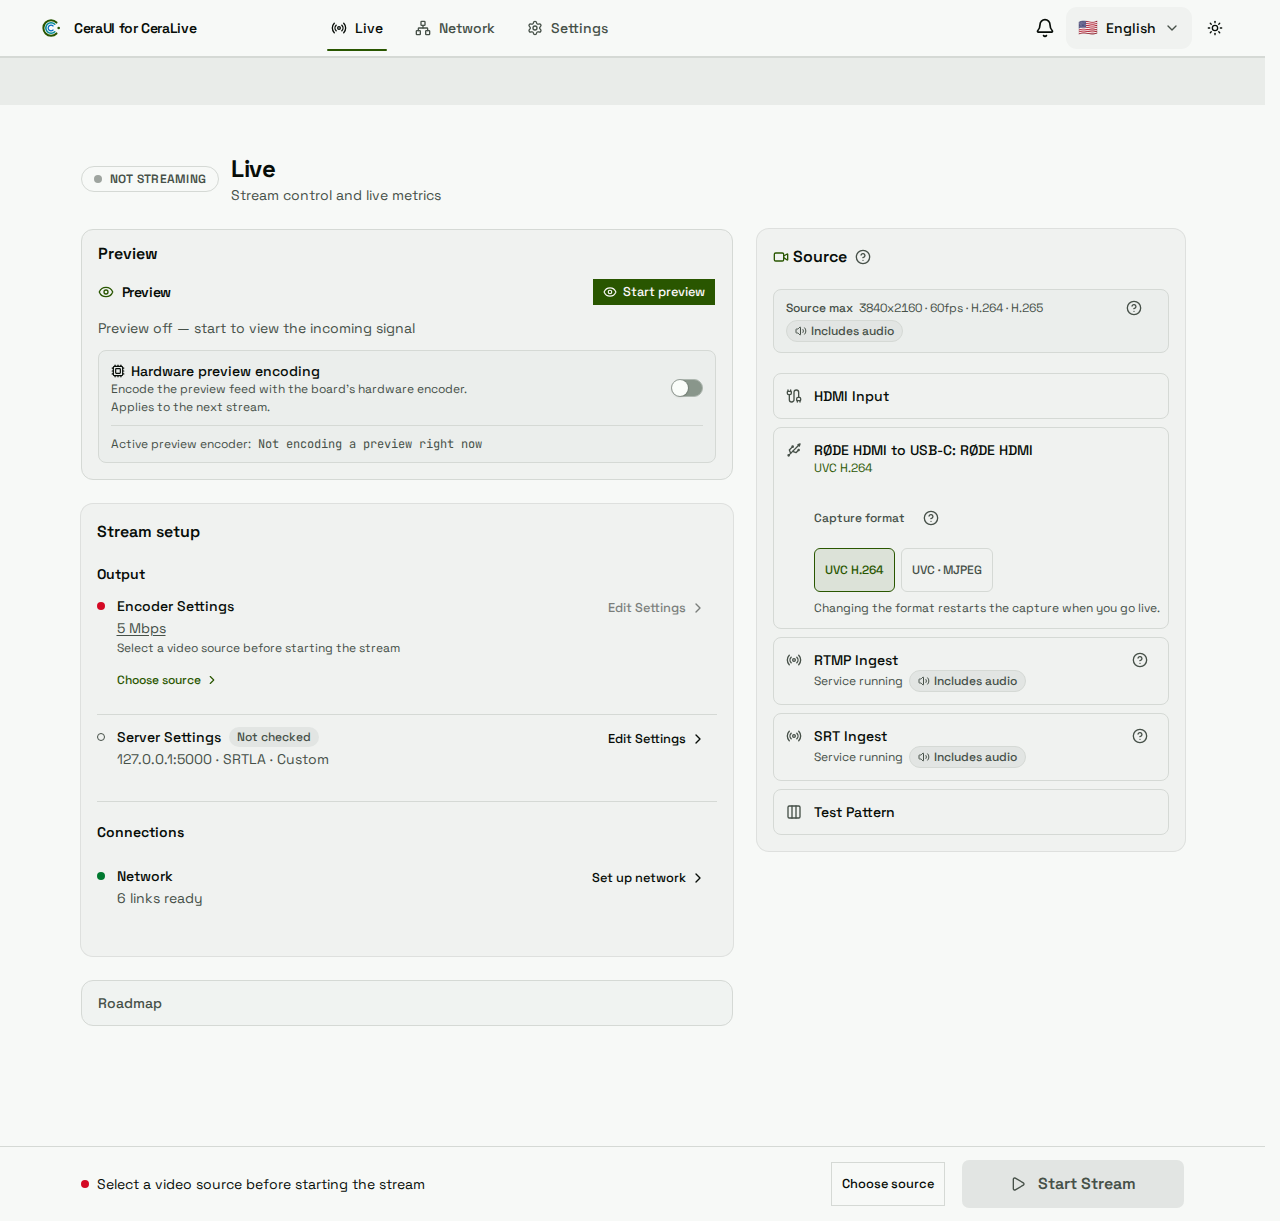 CeraUI for CeraLive
Live
Network
Settings
English
NOT STREAMING
Live
Stream control and live metrics
Preview
Preview
Start preview
Preview off — start to view the incoming signal
Hardware preview encoding
Encode the preview feed with the board's hardware encoder.
Applies to the next stream.
Active preview encoder: Not encoding a preview right now
Stream setup
Output
Encoder Settings
Edit Settings
5 Mbps
Select a video source before starting the stream
Choose source
Server Settings
Not checked
Edit Settings
127.0.0.1:5000 · SRTLA · Custom
Connections
Network
Set up network
6 links ready
Roadmap
Source
Source max 3840x2160 · 60fps · H.264 · H.265
Includes audio
HDMI Input
RØDE HDMI to USB-C: RØDE HDMI
UVC H.264
Capture format
UVC H.264
UVC · MJPEG
Changing the format restarts the capture when you go live.
RTMP Ingest
Service running
Includes audio
SRT Ingest
Service running
Includes audio
Test Pattern
Select a video source before starting the stream
Choose source
Start Stream